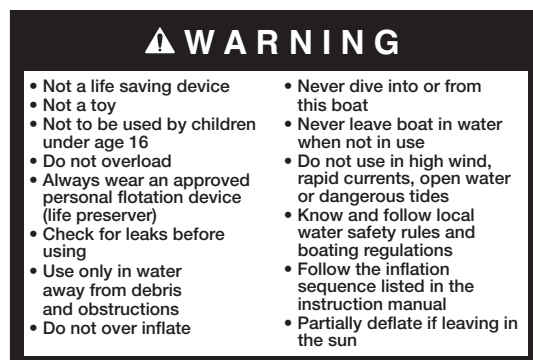 WARNING
• Not a life saving device
• Not a toy
• Not to be used by children
under age 16
• Do not overload
• Always wear an approved
personal flotation device
(life preserver)
• Check for leaks before
using
• Use only in water
away from debris
and obstructions
• Do not over inflate
• Never dive into or from
this boat
• Never leave boat in water
when not in use
• Do not use in high wind,
rapid currents, open water
or dangerous tides
• Know and follow local
water safety rules and
boating regulations
• Follow the inflation
sequence listed in the
instruction manual
• Partially deflate if leaving in
the sun